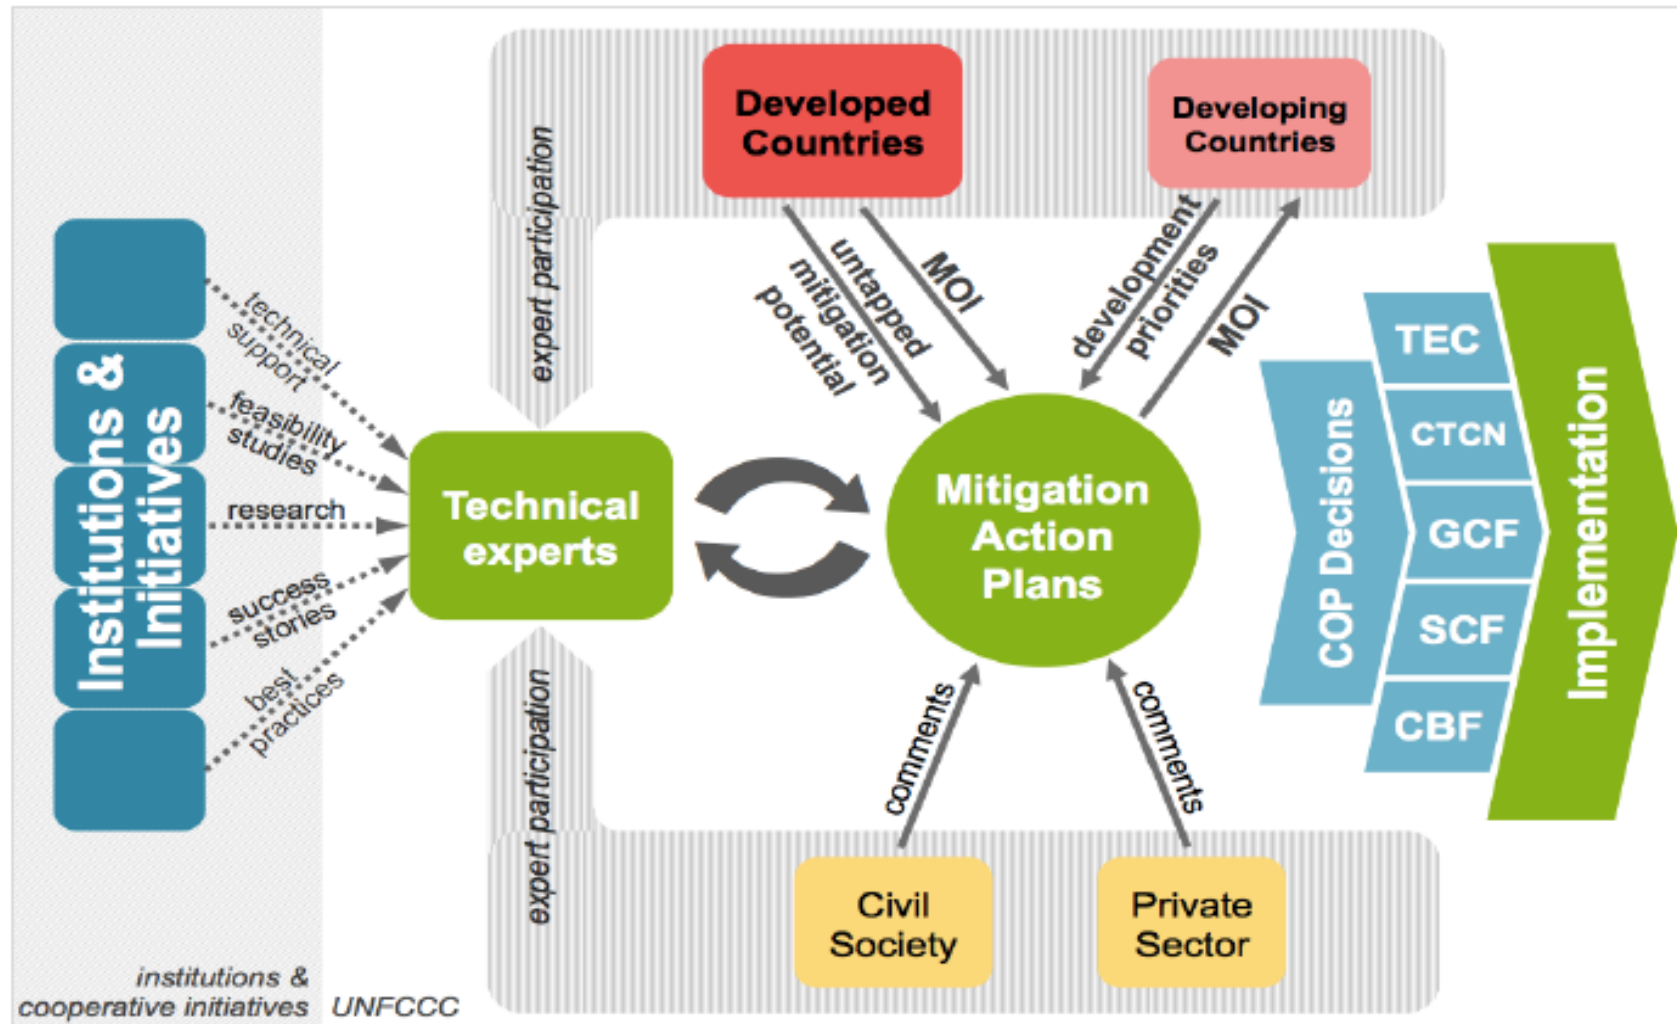 Developed
Countries
Developing
Countries
expert participation
untapped
mitigation
potential
MOI
development
priorities
MOI
Institutions &
Initiatives
technical
support
feasibility
studies
research
success
stories
best
practices
Technical
experts
Mitigation
Action
Plans
COP Decisions
TEC
CTCN
GCF
SCF
CBF
Implementation
expert participation
comments
comments
Civil
Society
Private
Sector
institutions &
cooperative initiatives
UNFCCC